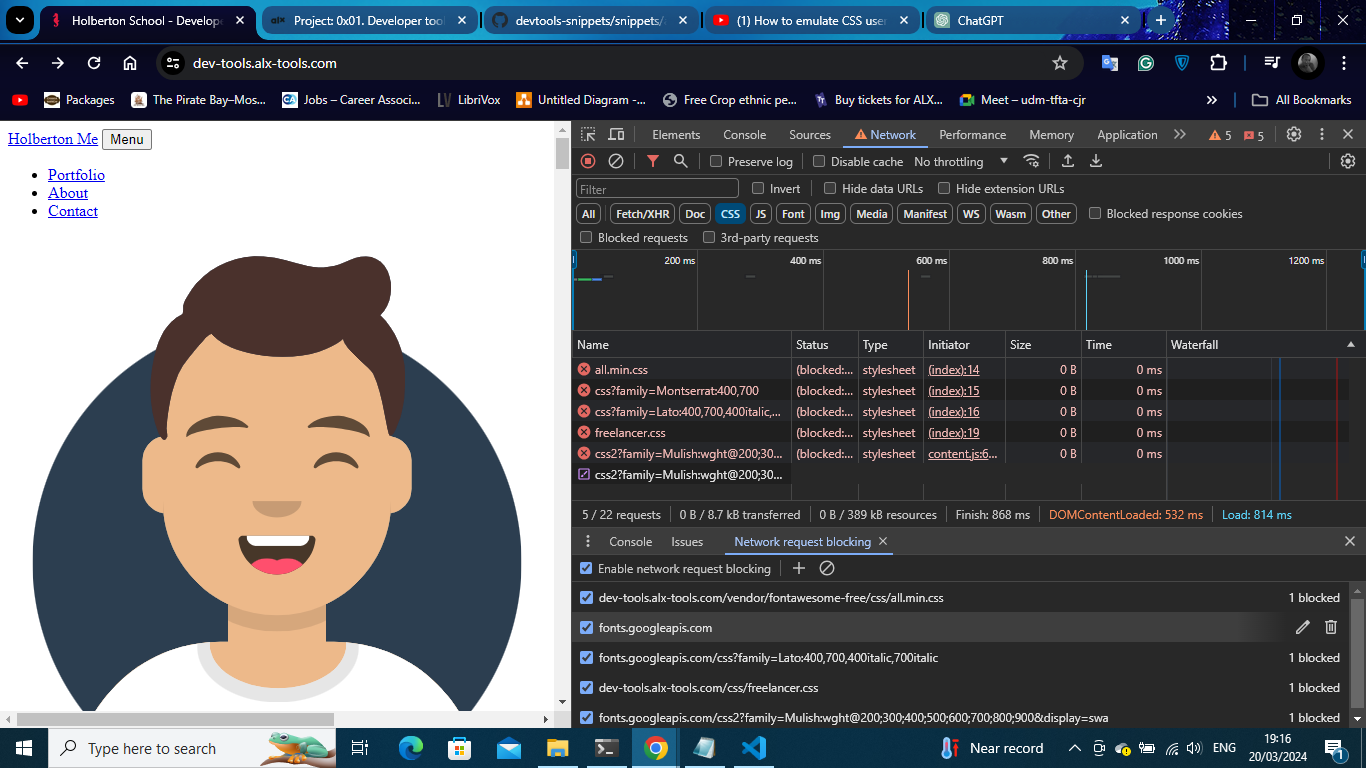 Holberton School - Develope
Project: 0x01. Developer tool
devtools-snippets/snippets/
(1) How to emulate CSS user
ChatGPT
dev-tools.alx-tools.com
Packages
The Pirate Bay–Mos...
Jobs – Career Associ...
LibriVox
Untitled Diagram -...
Free Crop ethnic pe...
Buy tickets for ALX...
Meet – udm-tfta-cjr
All Bookmarks
Holberton Me
Menu
Portfolio
About
Contact
Elements
Console
Sources
Network
Performance
Memory
Application
5
5
Preserve log
Disable cache
No throttling
Filter
Invert
Hide data URLs
Hide extension URLs
All
Fetch/XHR
Doc
CSS
JS
Font
Img
Media
Manifest
WS
Wasm
Other
Blocked response cookies
Blocked requests
3rd-party requests
200 ms
400 ms
600 ms
800 ms
1000 ms
1200 ms
Name Status Type Initiator Size Time Waterfall
all.min.css (blocked:... stylesheet (index):14 0 B 0 ms
css?family=Montserrat:400,700 (blocked:... stylesheet (index):15 0 B 0 ms
css?family=Lato:400,700,400italic,... (blocked:... stylesheet (index):16 0 B 0 ms
freelancer.css (blocked:... stylesheet (index):19 0 B 0 ms
css2?family=Mulish:wght@200;30... (blocked:... stylesheet content.js:6... 0 B 0 ms
css2?family=Mulish:wght@200;30...
5 / 22 requests
0 B / 8.7 kB transferred
0 B / 389 kB resources
Finish: 868 ms
DOMContentLoaded: 532 ms
Load: 814 ms
Console
Issues
Network request blocking
Enable network request blocking
dev-tools.alx-tools.com/vendor/fontawesome-free/css/all.min.css 1 blocked
fonts.googleapis.com
fonts.googleapis.com/css?family=Lato:400,700,400italic,700italic 1 blocked
dev-tools.alx-tools.com/css/freelancer.css 1 blocked
fonts.googleapis.com/css2?family=Mulish:wght@200;300;400;500;600;700;800;900&display=swa 1 blocked
Type here to search
Near record
ENG
19:16
20/03/2024
1